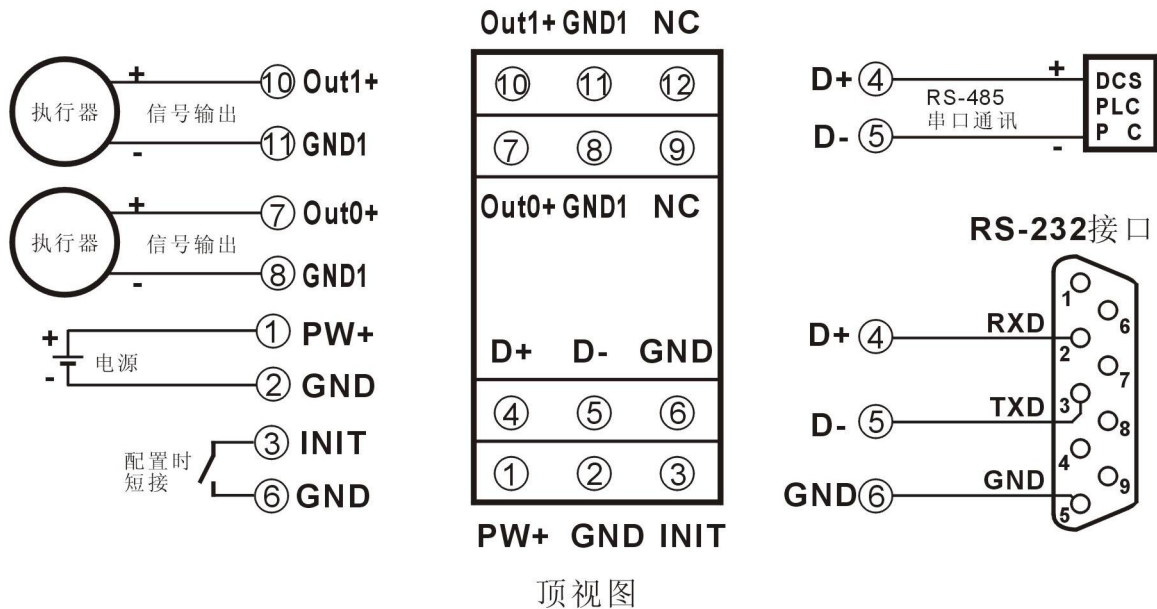 执行器
+
信号输出
-
⑩ Out1+
⑪ GND1
执行器
+
信号输出
-
⑦ Out0+
⑧ GND1
+
-
电源
① PW+
② GND
配置时
短接
③ INIT
⑥ GND
Out1+ GND1 NC
⑩ ⑪ ⑫
⑦ ⑧ ⑨
Out0+ GND1 NC
D+ D- GND
④ ⑤ ⑥
① ② ③
PW+ GND INIT
顶视图
D+ ④
D- ⑤
+
RS-485
串口通讯
-
DCS
PLC
P C
RS-232接口
D+ ④ RXD
D- ⑤ TXD
GND ⑥ GND
1
6
2
7
3
8
4
9
5